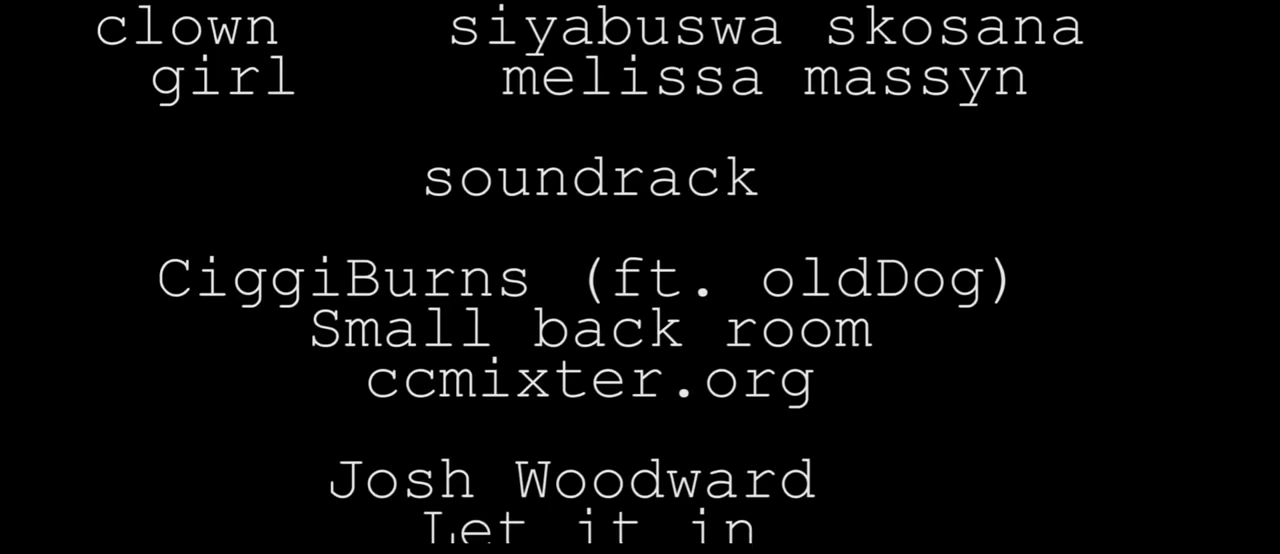 clown siyabuswa skosana
girl melissa massyn
soundrack
CiggiBurns (ft. oldDog)
Small back room
ccmixter.org
Josh Woodward
Let it in